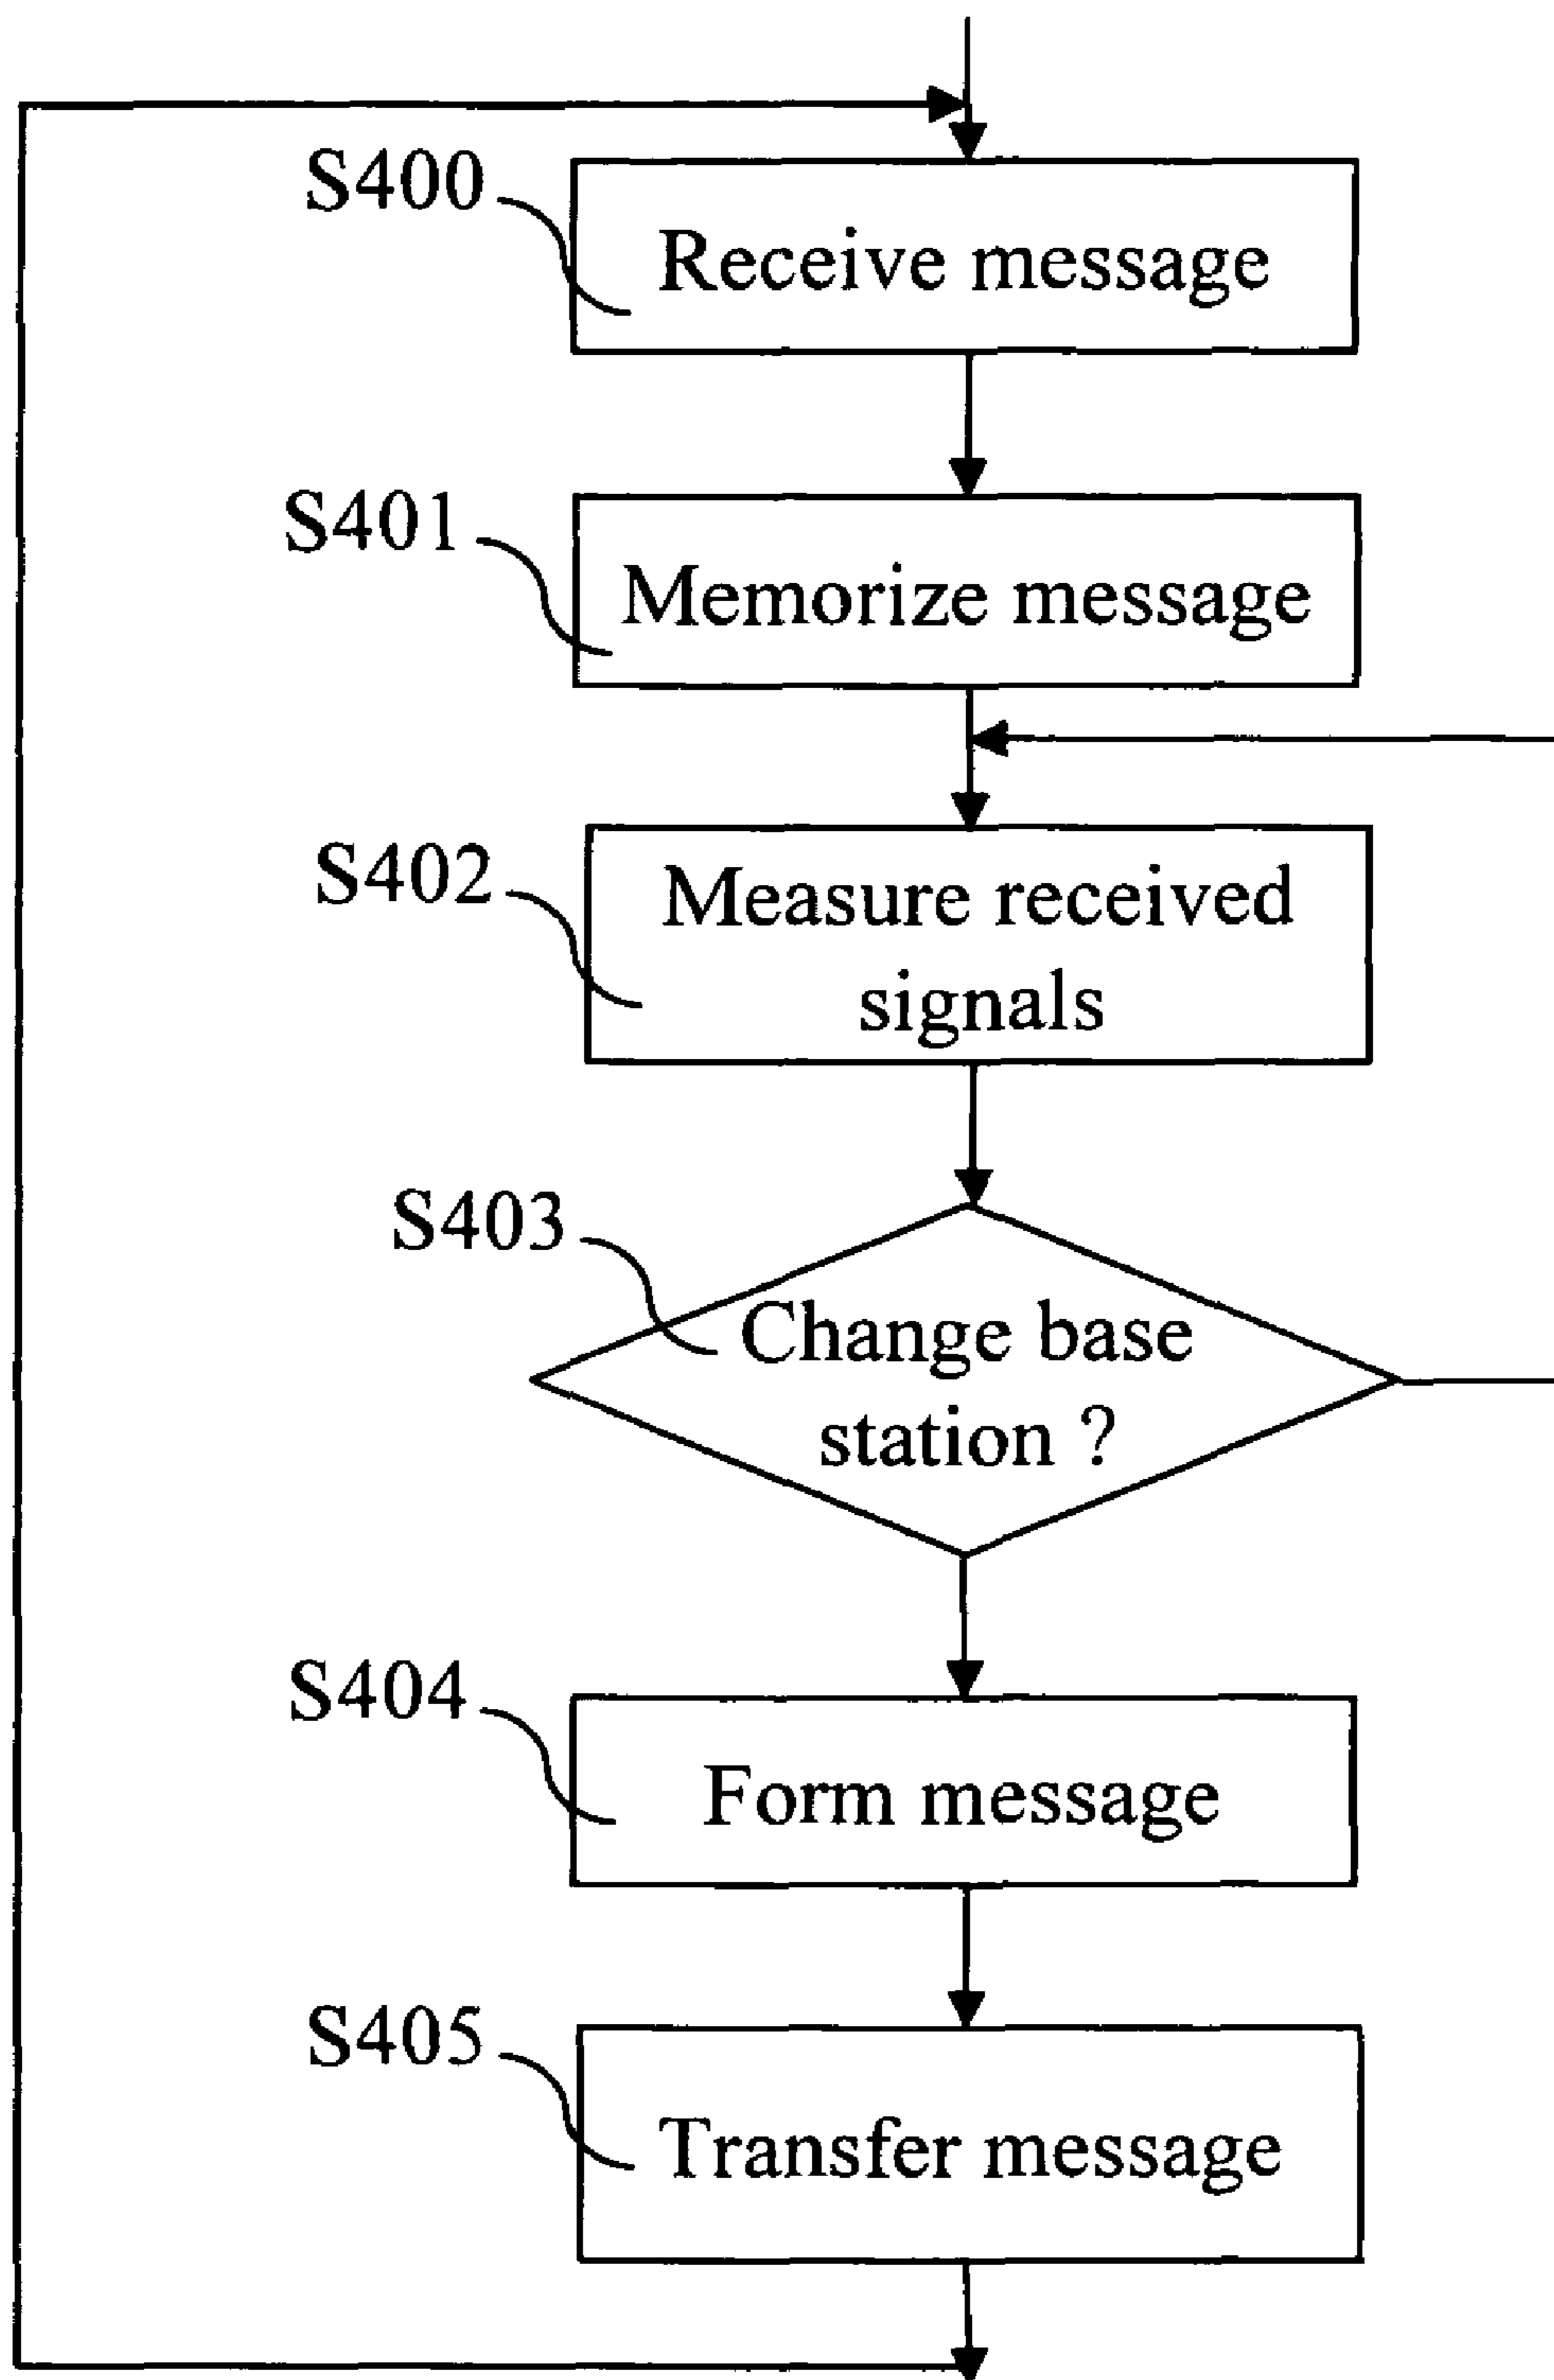 S400
Receive message
S401
Memorize message
S402
Measure received
signals
S403
Change base
station ?
S404
Form message
S405
Transfer message